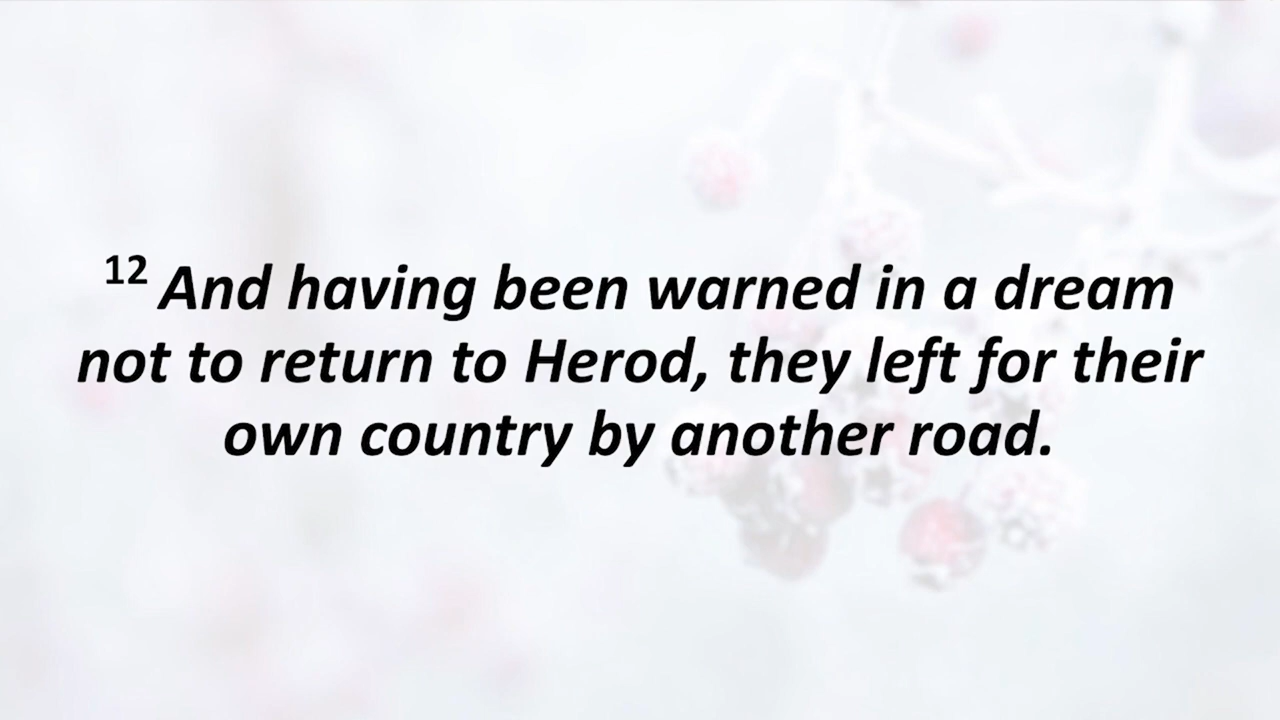 12 And having been warned in a dream
not to return to Herod, they left for their
own country by another road.